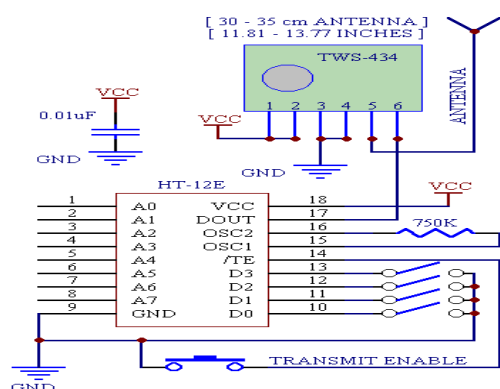 [ 30 - 35 cm ANTENNA ]
[ 11.81 - 13.77 INCHES ]
TWS-434
ANTENNA
1 2 3 4 5 6
VCC
VCC
0.01uF
GND
GND
HT-12E
VCC
1 A0 VCC 18
2 A1 DOUT 17
3 A2 OSC2 16 750K
4 A3 OSC1 15
5 A4 /TE 14
6 A5 D3 13
7 A6 D2 12
8 A7 D1 11
9 GND D0 10
TRANSMIT ENABLE
GND